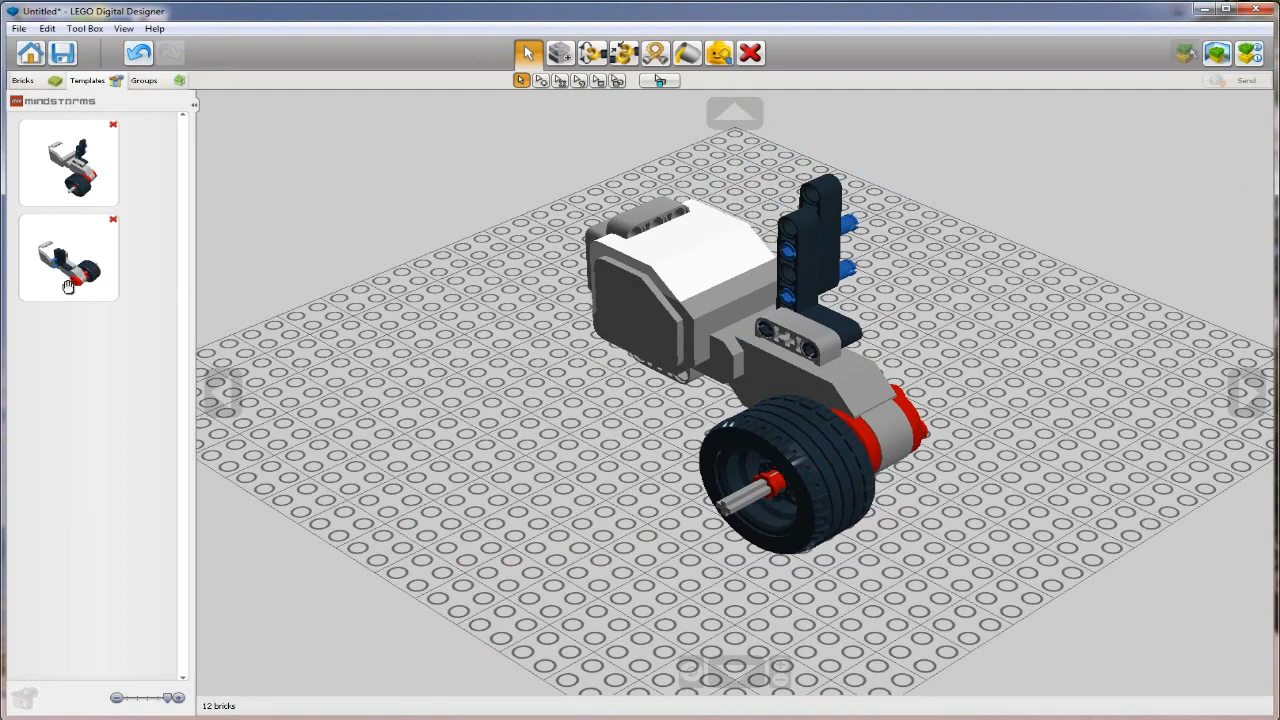 Untitled* - LEGO Digital Designer
File Edit Tool Box View Help
Bricks Templates Groups
Send
mindstorms
12 bricks